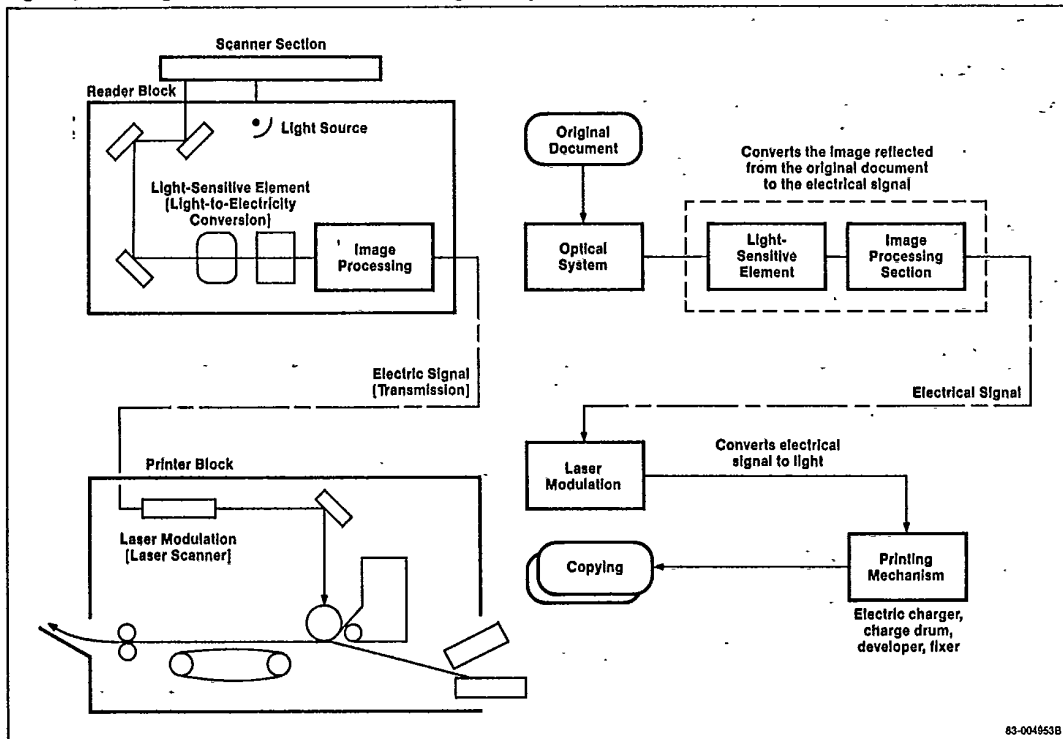 Scanner Section
Reader Block
Light Source
Light-Sensitive Element
[Light-to-Electricity
Conversion]
Image
Processing
Electric Signal
[Transmission]
Printer Block
Laser Modulation
[Laser Scanner]
Original
Document
Converts the image reflected
from the original document
to the electrical signal
Optical
System
Light-
Sensitive
Element
Image
Processing
Section
Electrical Signal
Laser
Modulation
Converts electrical
signal to light
Copying
Printing
Mechanism
Electric charger,
charge drum,
developer, fixer
83-004953B